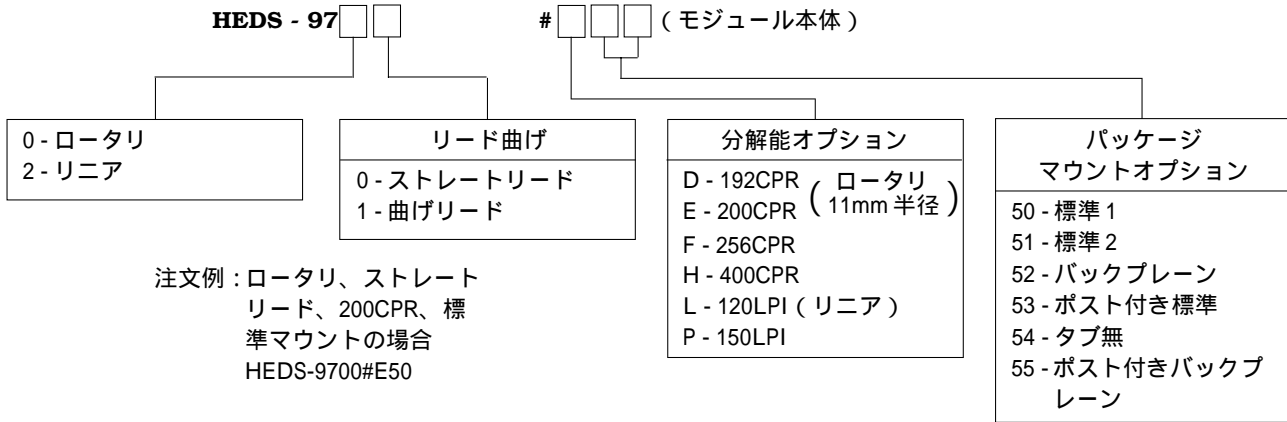 HEDS - 97□□ #□□□(モジュール本体)
0 - ロータリ
2 - リニア
リード曲げ
0 - ストレートリード
1 - 曲げリード
分解能オプション
D - 192CPR
E - 200CPR
(ロータリ
11mm 半径)
F - 256CPR
H - 400CPR
L - 120LPI(リニア)
P - 150LPI
パッケージ
マウントオプション
50 - 標準 1
51 - 標準 2
52 - バックプレーン
53 - ポスト付き標準
54 - タブ無
55 - ポスト付きバックプ
レーン
注文例:ロータリ、ストレート
リード、200CPR、標
準マウントの場合
HEDS-9700#E50